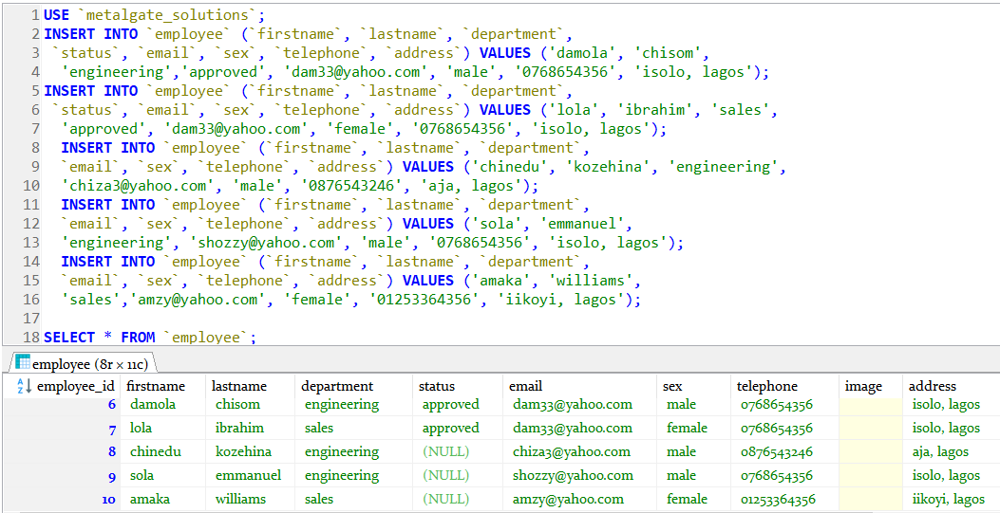 1 USE `metalgate_solutions`;
2 INSERT INTO `employee` (`firstname`, `lastname`, `department`,
3 `status`, `email`, `sex`, `telephone`, `address`) VALUES ('damola', 'chisom',
4 'engineering','approved', 'dam33@yahoo.com', 'male', '0768654356', 'isolo, lagos');
5 INSERT INTO `employee` (`firstname`, `lastname`, `department`,
6 `status`, `email`, `sex`, `telephone`, `address`) VALUES ('lola', 'ibrahim', 'sales',
7 'approved', 'dam33@yahoo.com', 'female', '0768654356', 'isolo, lagos');
8 INSERT INTO `employee` (`firstname`, `lastname`, `department`,
9 `email`, `sex`, `telephone`, `address`) VALUES ('chinedu', 'kozehina', 'engineering',
10 'chiza3@yahoo.com', 'male', '0876543246', 'aja, lagos');
11 INSERT INTO `employee` (`firstname`, `lastname`, `department`,
12 `email`, `sex`, `telephone`, `address`) VALUES ('sola', 'emmanuel',
13 'engineering', 'shozzy@yahoo.com', 'male', '0768654356', 'isolo, lagos');
14 INSERT INTO `employee` (`firstname`, `lastname`, `department`,
15 `email`, `sex`, `telephone`, `address`) VALUES ('amaka', 'williams',
16 'sales','amzy@yahoo.com', 'female', '01253364356', 'iikoyi, lagos');
17
18 SELECT * FROM `employee`;
employee (8r × 11c)
employee_id firstname lastname department status email sex telephone image address
6 damola chisom engineering approved dam33@yahoo.com male 0768654356 isolo, lagos
7 lola ibrahim sales approved dam33@yahoo.com female 0768654356 isolo, lagos
8 chinedu kozehina engineering (NULL) chiza3@yahoo.com male 0876543246 aja, lagos
9 sola emmanuel engineering (NULL) shozzy@yahoo.com male 0768654356 isolo, lagos
10 amaka williams sales (NULL) amzy@yahoo.com female 01253364356 iikoyi, lagos